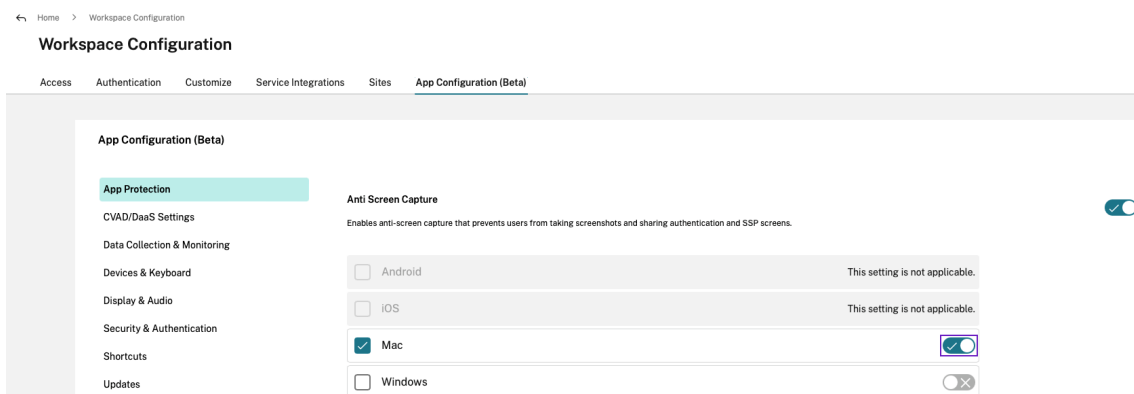 Home > Workspace Configuration
Workspace Configuration
Access Authentication Customize Service Integrations Sites App Configuration (Beta)
App Configuration (Beta)
App Protection
CVAD/DaaS Settings
Data Collection & Monitoring
Devices & Keyboard
Display & Audio
Security & Authentication
Shortcuts
Updates
Anti Screen Capture
Enables anti-screen capture that prevents users from taking screenshots and sharing authentication and SSP screens.
Android This setting is not applicable.
iOS This setting is not applicable.
Mac
Windows